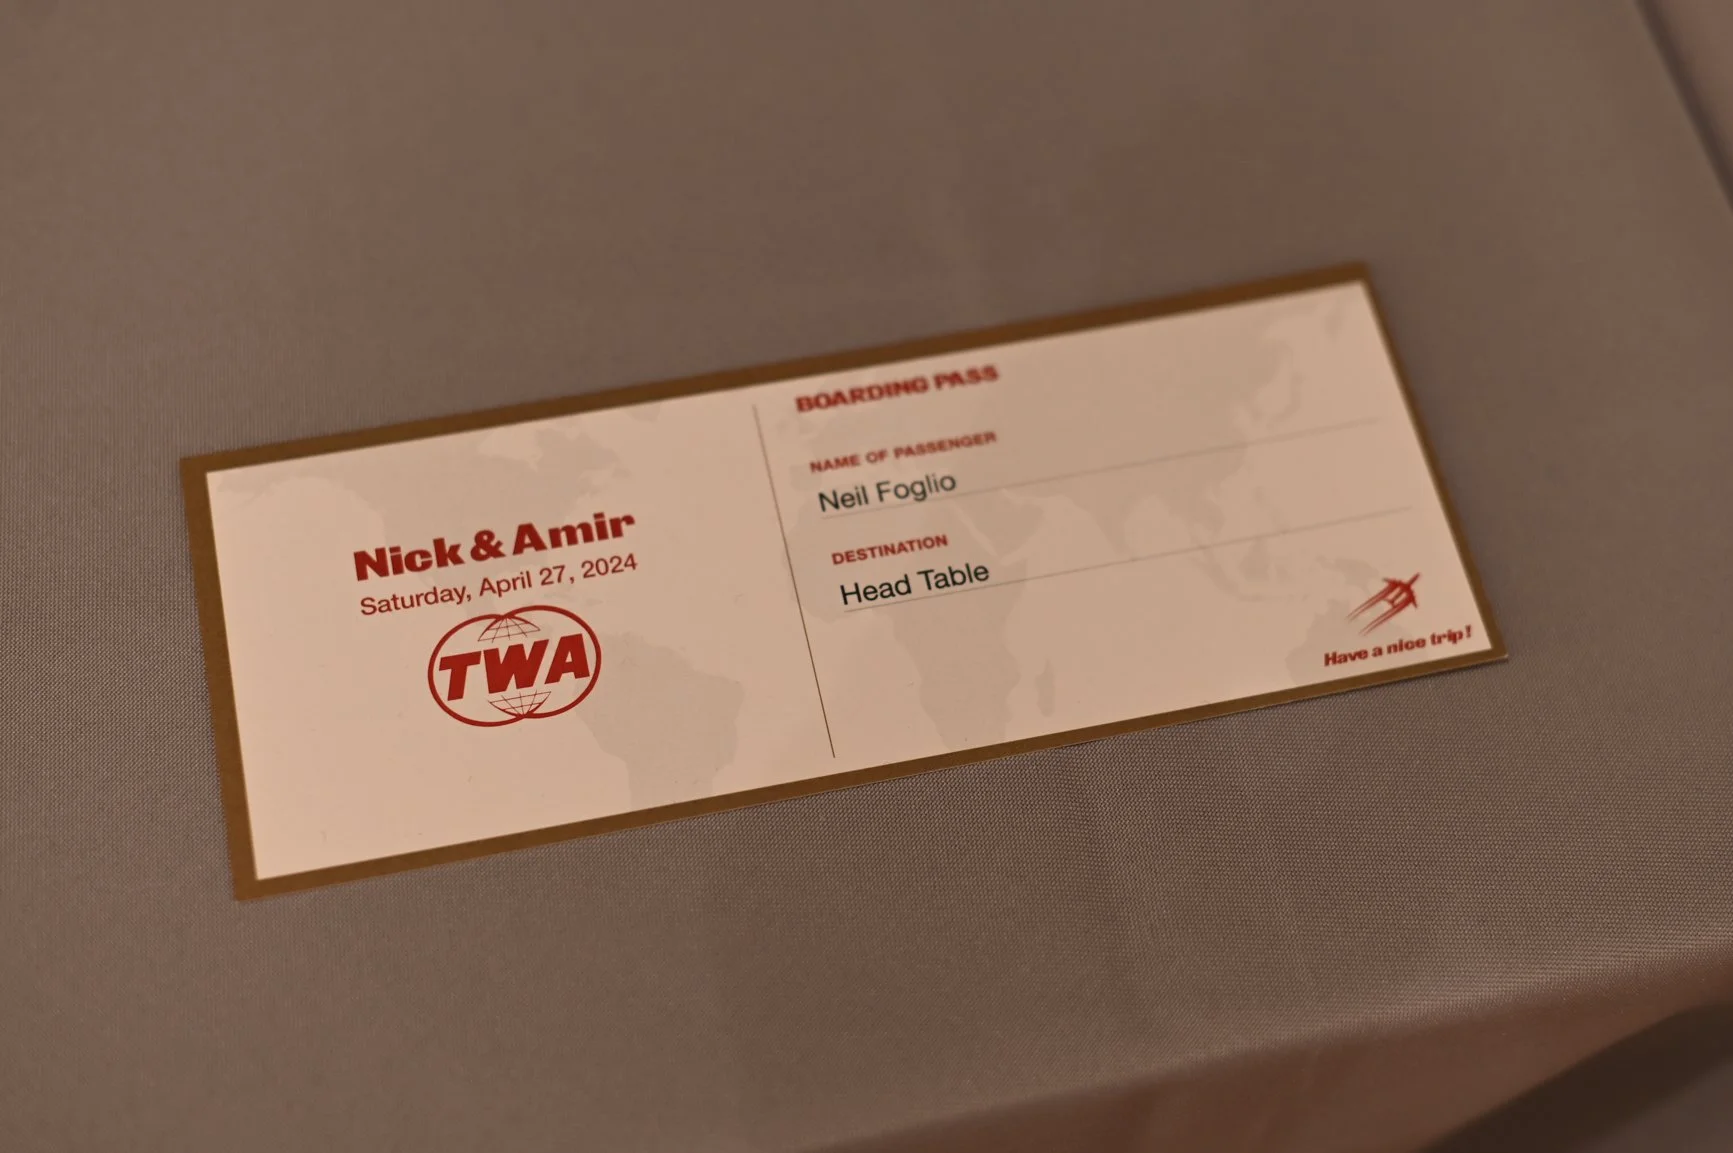 Nick & Amir
Saturday, April 27, 2024
TWA
BOARDING PASS
NAME OF PASSENGER
Neil Foglio
DESTINATION
Head Table
Have a nice trip!